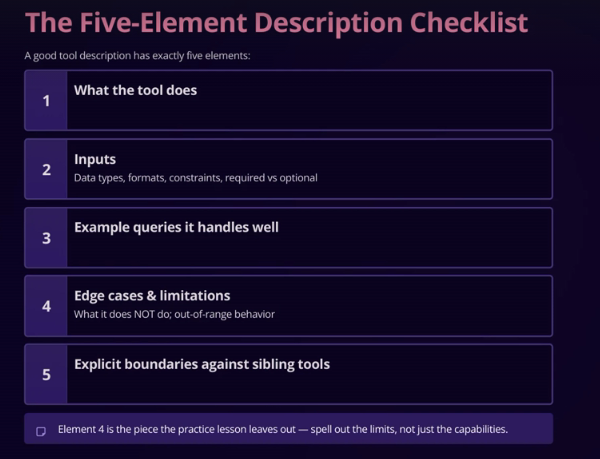 The Five-Element Description Checklist
A good tool description has exactly five elements:
1
What the tool does
2
Inputs
Data types, formats, constraints, required vs optional
3
Example queries it handles well
4
Edge cases & limitations
What it does NOT do; out-of-range behavior
5
Explicit boundaries against sibling tools
Element 4 is the piece the practice lesson leaves out — spell out the limits, not just the capabilities.